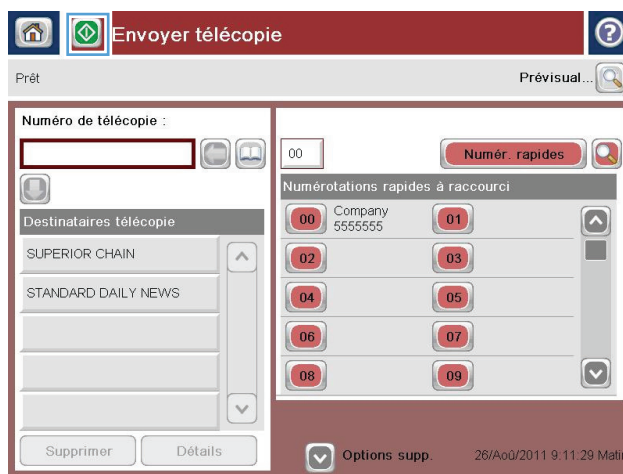 Envoyer télécopie
?
Prêt
Prévisual...
Numéro de télécopie :
00
Numér. rapides
Numérotations rapides à raccourci
Destinataires télécopie
00 Company 01
5555555
SUPERIOR CHAIN
02 03
STANDARD DAILY NEWS
04 05
06 07
08 09
Supprimer Détails
Options supp.
26/Aoû/2011 9:11:29 Matin